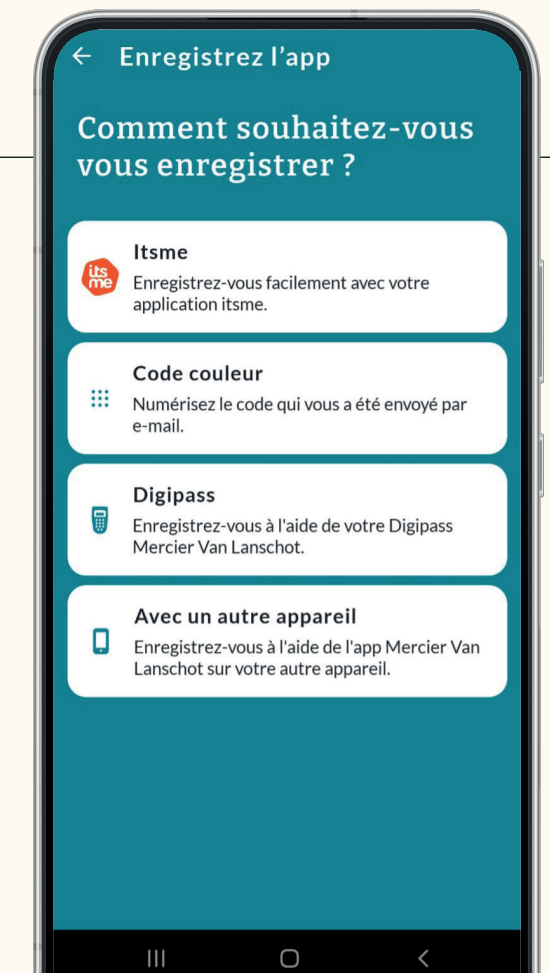 Enregistrez l’app
Comment souhaitez-vous
vous enregistrer ?
its
me
Itsme
Enregistrez-vous facilement avec votre
application itsme.
Code couleur
Numérisez le code qui vous a été envoyé par
e-mail.
Digipass
Enregistrez-vous à l'aide de votre Digipass
Mercier Van Lanschot.
Avec un autre appareil
Enregistrez-vous à l'aide de l'app Mercier Van
Lanschot sur votre autre appareil.